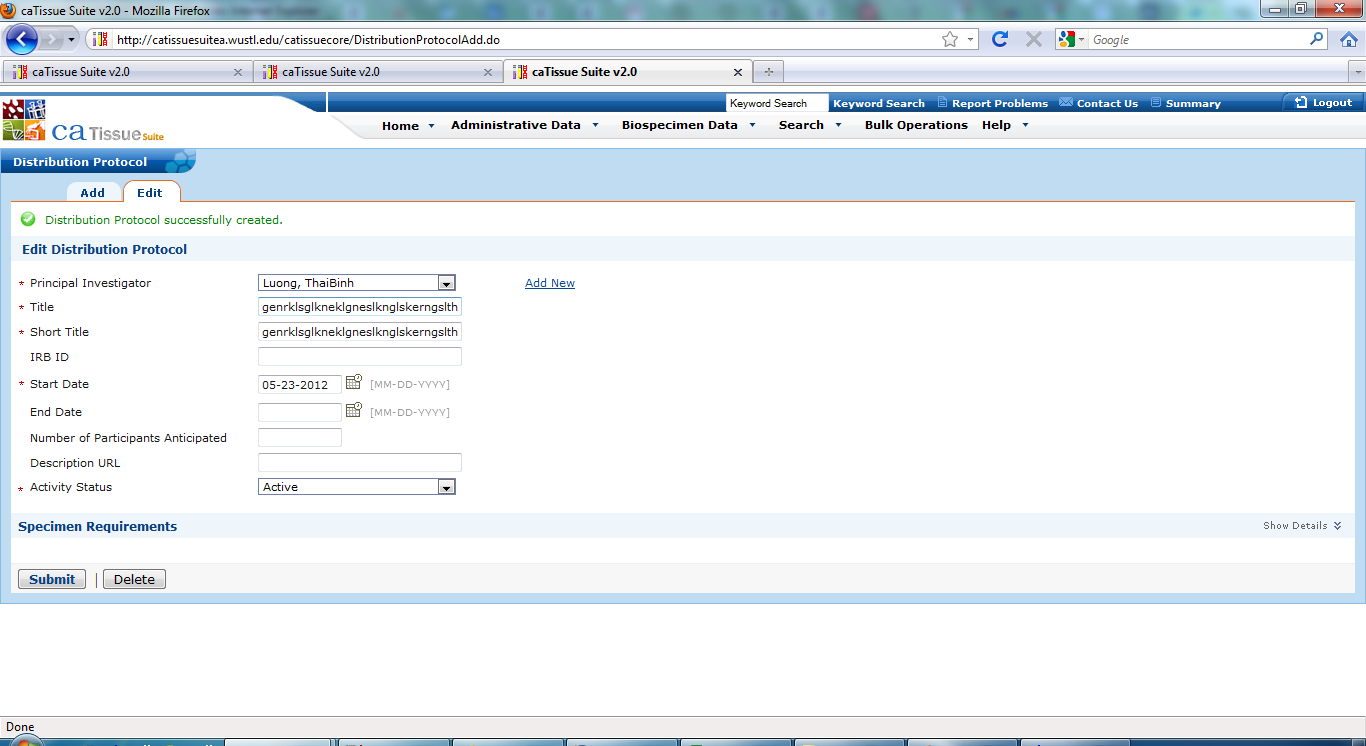 caTissue Suite v2.0 - Mozilla Firefox
http://catissuesuitea.wustl.edu/catissuecore/DistributionProtocolAdd.do
Google
caTissue Suite v2.0
caTissue Suite v2.0
caTissue Suite v2.0
Keyword Search Keyword Search Report Problems Contact Us Summary Logout
ca Tissue Suite
Home Administrative Data Biospecimen Data Search Bulk Operations Help
Distribution Protocol
Add Edit
Distribution Protocol successfully created.
Edit Distribution Protocol
* Principal Investigator Luong, ThaiBinh Add New
* Title genrklsglkneklgneslknglskerngslth
* Short Title genrklsglkneklgneslknglskerngslth
IRB ID
* Start Date 05-23-2012 [MM-DD-YYYY]
End Date [MM-DD-YYYY]
Number of Participants Anticipated
Description URL
* Activity Status Active
Specimen Requirements Show Details
Submit | Delete
Done